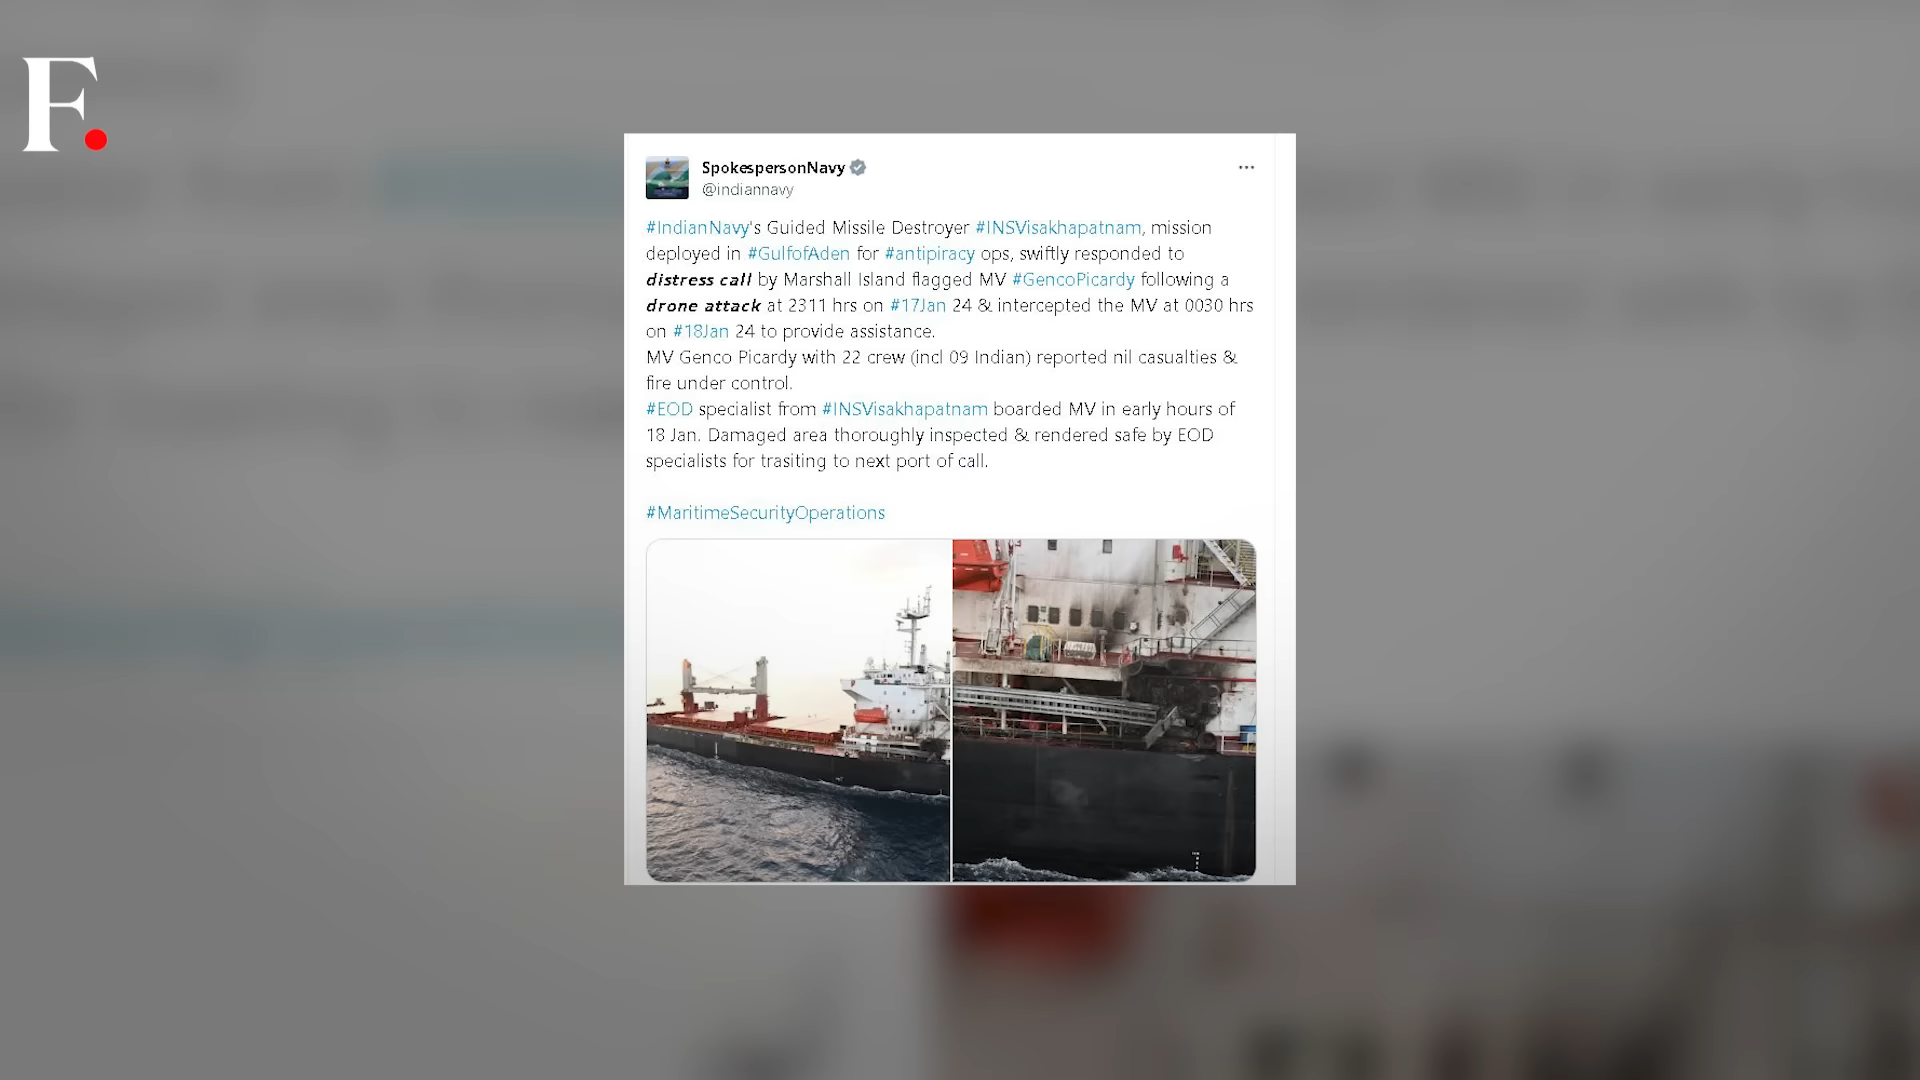 F.
SpokespersonNavy
@indiannavy
#IndianNavy's Guided Missile Destroyer #INSVisakhapatnam, mission
deployed in #GulfofAden for #antipiracy ops, swiftly responded to
distress call by Marshall Island flagged MV #GencoPicardy following a
drone attack at 2311 hrs on #17Jan 24 & intercepted the MV at 0030 hrs
on #18Jan 24 to provide assistance.
MV Genco Picardy with 22 crew (incl 09 Indian) reported nil casualties &
fire under control.
#EOD specialist from #INSVisakhapatnam boarded MV in early hours of
18 Jan. Damaged area thoroughly inspected & rendered safe by EOD
specialists for trasiting to next port of call.
#MaritimeSecurityOperations